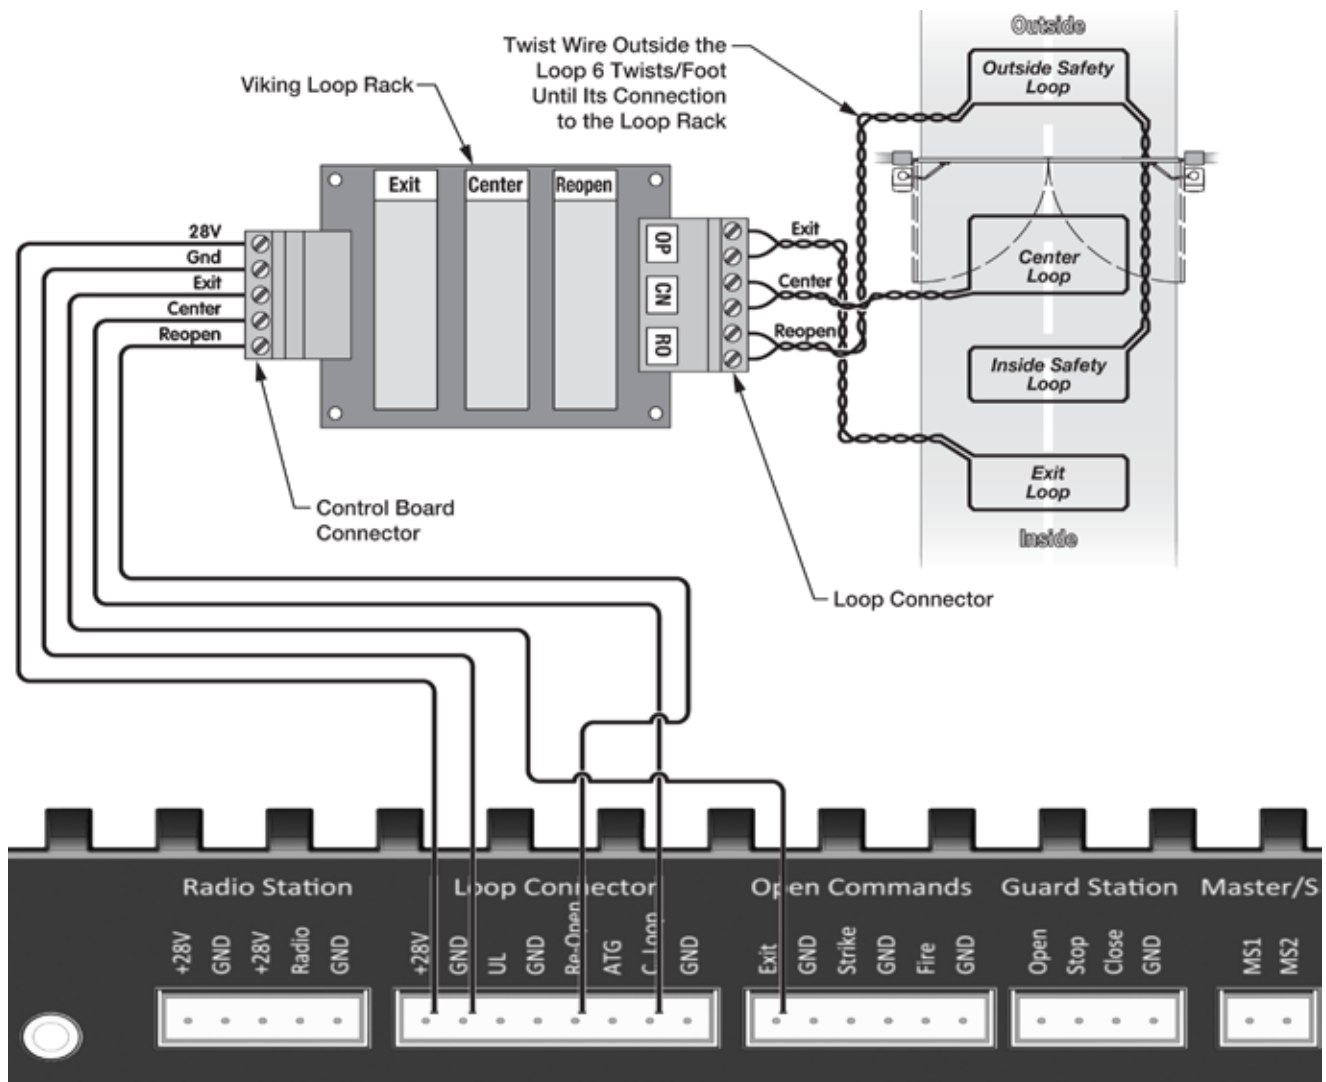 Outside
Twist Wire Outside the
Loop 6 Twists/Foot
Until Its Connection
to the Loop Rack
Outside Safety
Loop
Viking Loop Rack
Exit
Center
Reopen
28V
Gnd
Exit
Center
Reopen
OP
CN
RO
Exit
Center
Reopen
Center
Loop
Inside Safety
Loop
Exit
Loop
Inside
Control Board
Connector
Loop Connector
Radio Station
Loop Connector
Open Commands
Guard Station
Master/S
+28V
GND
+28V
Radio
GND
+28V
GND
UL
GND
Re-Open
ATG
C_Loop
GND
Exit
GND
Strike
GND
Fire
GND
Open
Stop
Close
GND
MS1
MS2